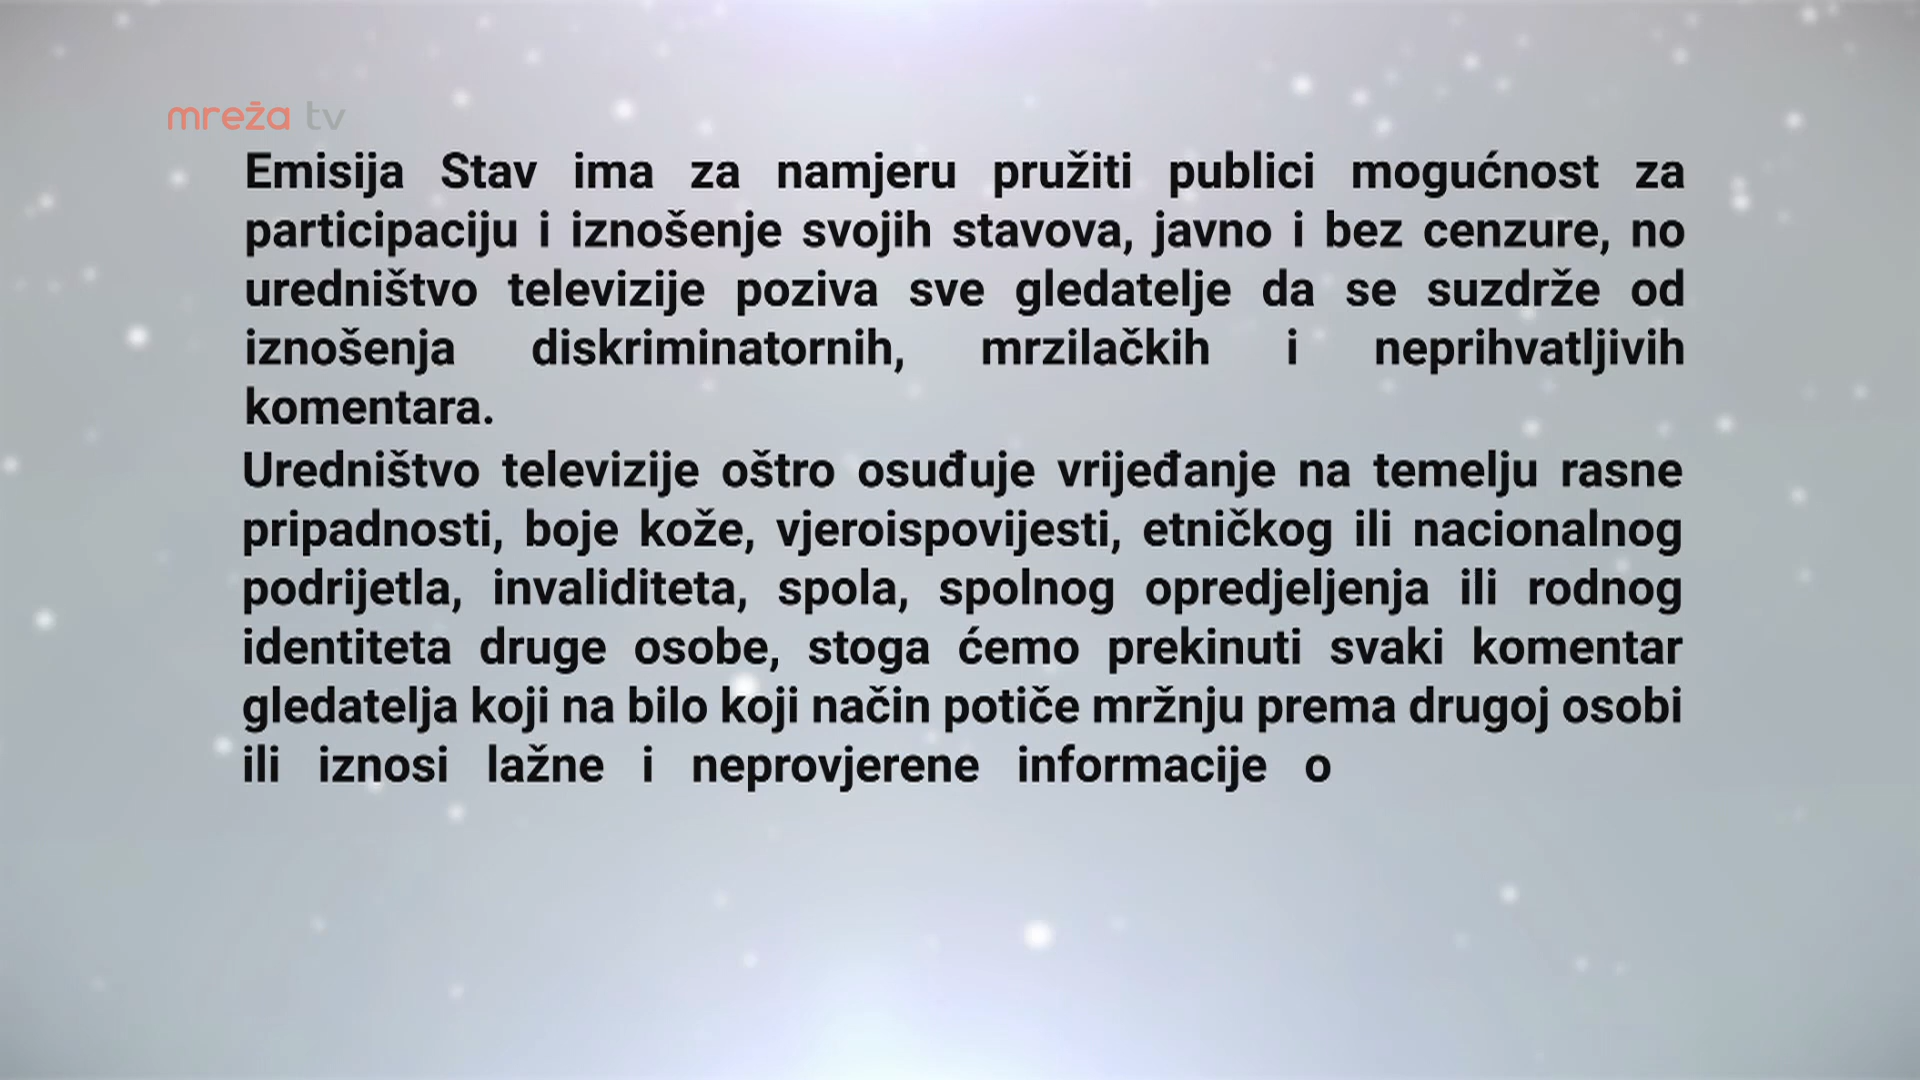 mreža tv
Emisija Stav ima za namjeru pružiti publici mogućnost za
participaciju i iznošenje svojih stavova, javno i bez cenzure, no
uredništvo televizije poziva sve gledatelje da se suzdrže od
iznošenja diskriminatornih, mrzilačkih i neprihvatljivih
komentara.
Uredništvo televizije oštro osuđuje vrijeđanje na temelju rasne
pripadnosti, boje kože, vjeroispovijesti, etničkog ili nacionalnog
podrijetla, invaliditeta, spola, spolnog opredjeljenja ili rodnog
identiteta druge osobe, stoga ćemo prekinuti svaki komentar
gledatelja koji na bilo koji način potiče mržnju prema drugoj osobi
ili iznosi lažne i neprovjerene informacije o